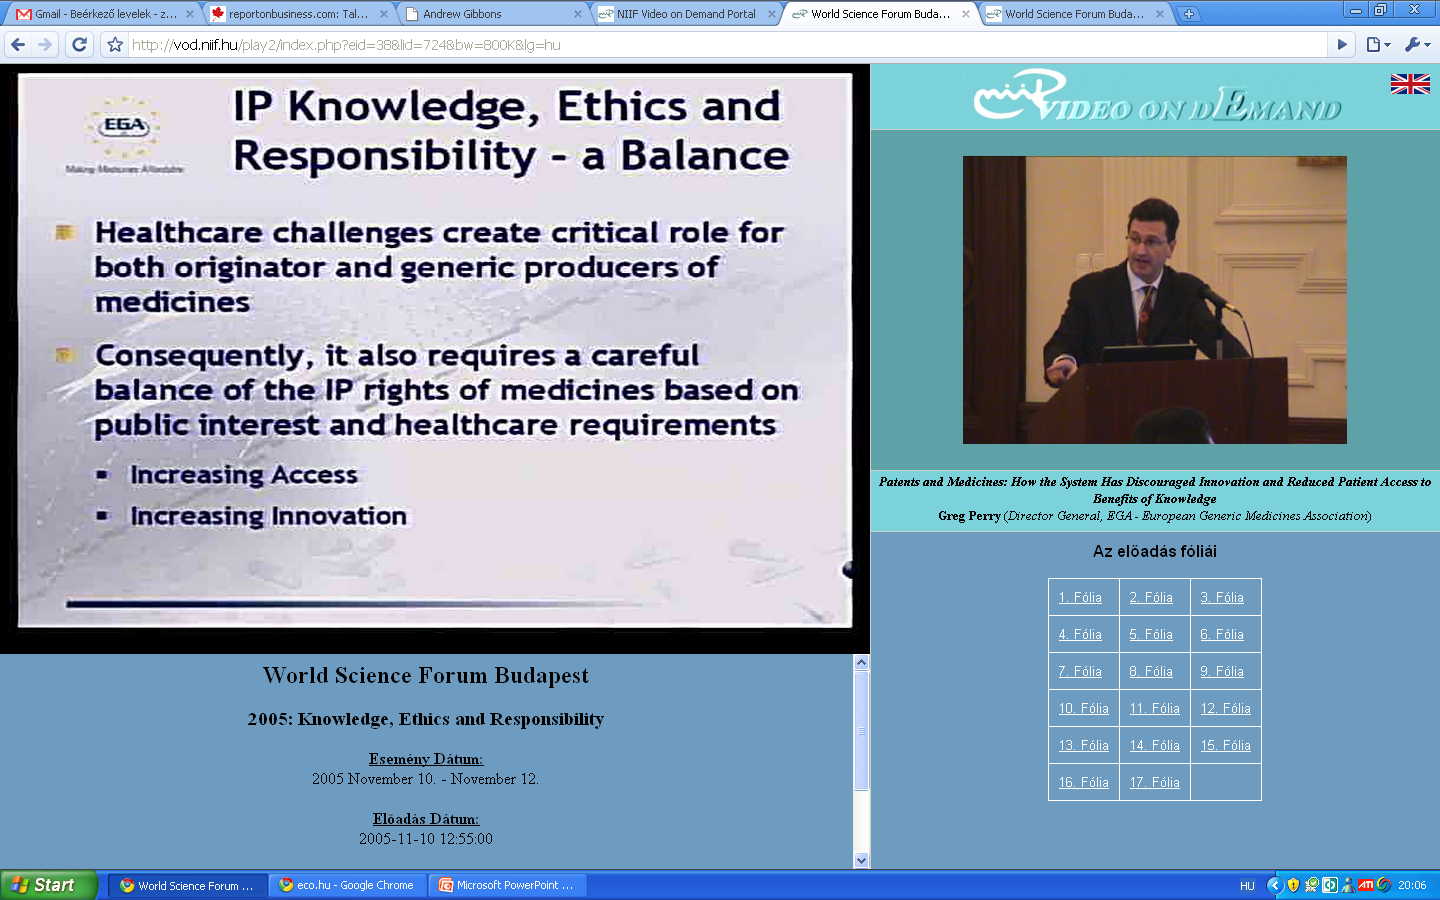 Gmail - Beérkező levelek - z...
reportonbusiness.com: Tal...
Andrew Gibbons
NIIF Video on Demand Portal
World Science Forum Buda...
World Science Forum Buda...
http://vod.niif.hu/play2/index.php?eid=38&lid=724&bw=800K&lg=hu
EGA
Making Medicines Affordable
IP Knowledge, Ethics and
Responsibility - a Balance
Healthcare challenges create critical role for
both originator and generic producers of
medicines
Consequently, it also requires a careful
balance of the IP rights of medicines based on
public interest and healthcare requirements
Increasing Access
Increasing Innovation
VIDEO ON DEMAND
Patents and Medicines: How the System Has Discouraged Innovation and Reduced Patient Access to
Benefits of Knowledge
Greg Perry (Director General, EGA - European Generic Medicines Association)
Az előadás fóliái
1. Fólia 2. Fólia 3. Fólia
4. Fólia 5. Fólia 6. Fólia
7. Fólia 8. Fólia 9. Fólia
10. Fólia 11. Fólia 12. Fólia
13. Fólia 14. Fólia 15. Fólia
16. Fólia 17. Fólia
World Science Forum Budapest
2005: Knowledge, Ethics and Responsibility
Esemény Dátum:
2005 November 10. - November 12.
Előadás Dátum:
2005-11-10 12:55:00
Start
World Science Forum ...
eco.hu - Google Chrome
Microsoft PowerPoint ...
HU
ATI
20:06